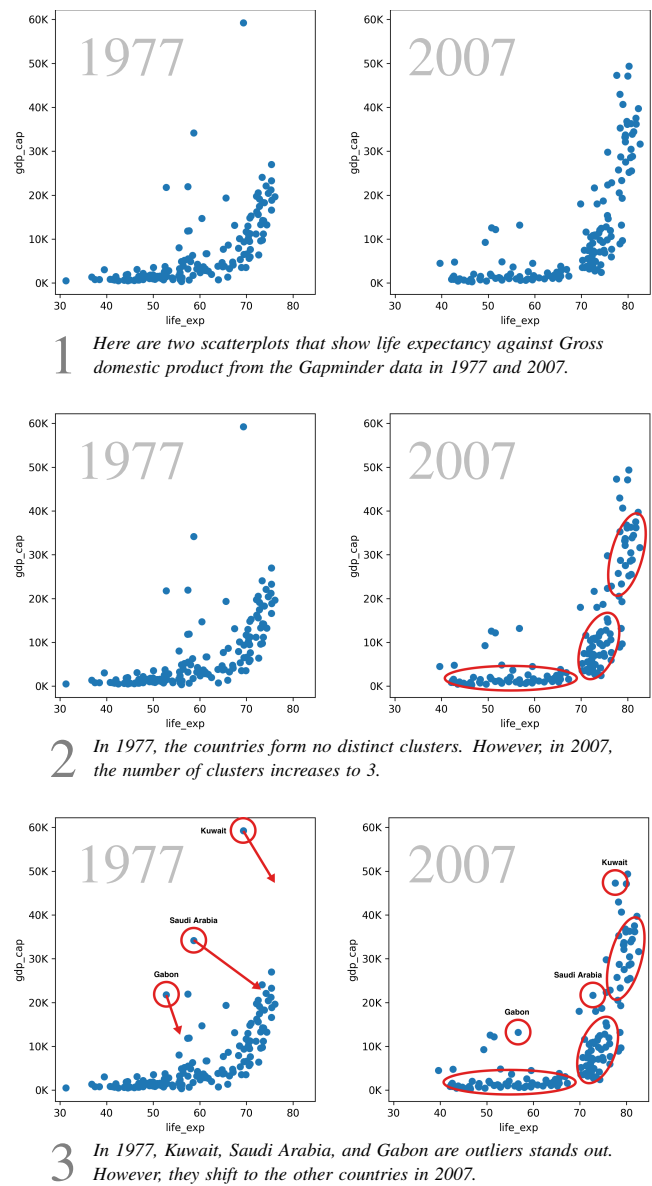 1977
2007
60K
50K
40K
30K
20K
10K
0K
gdp_cap
30 40 50 60 70 80
life_exp
60K
50K
40K
30K
20K
10K
0K
gdp_cap
30 40 50 60 70 80
life_exp
1
Here are two scatterplots that show life expectancy against Gross
domestic product from the Gapminder data in 1977 and 2007.
1977
2007
60K
50K
40K
30K
20K
10K
0K
gdp_cap
30 40 50 60 70 80
life_exp
60K
50K
40K
30K
20K
10K
0K
gdp_cap
30 40 50 60 70 80
life_exp
2
In 1977, the countries form no distinct clusters. However, in 2007,
the number of clusters increases to 3.
1977
2007
60K
50K
40K
30K
20K
10K
0K
gdp_cap
Kuwait
Saudi Arabia
Gabon
30 40 50 60 70 80
life_exp
60K
50K
40K
30K
20K
10K
0K
gdp_cap
Kuwait
Saudi Arabia
Gabon
30 40 50 60 70 80
life_exp
3
In 1977, Kuwait, Saudi Arabia, and Gabon are outliers stands out.
However, they shift to the other countries in 2007.